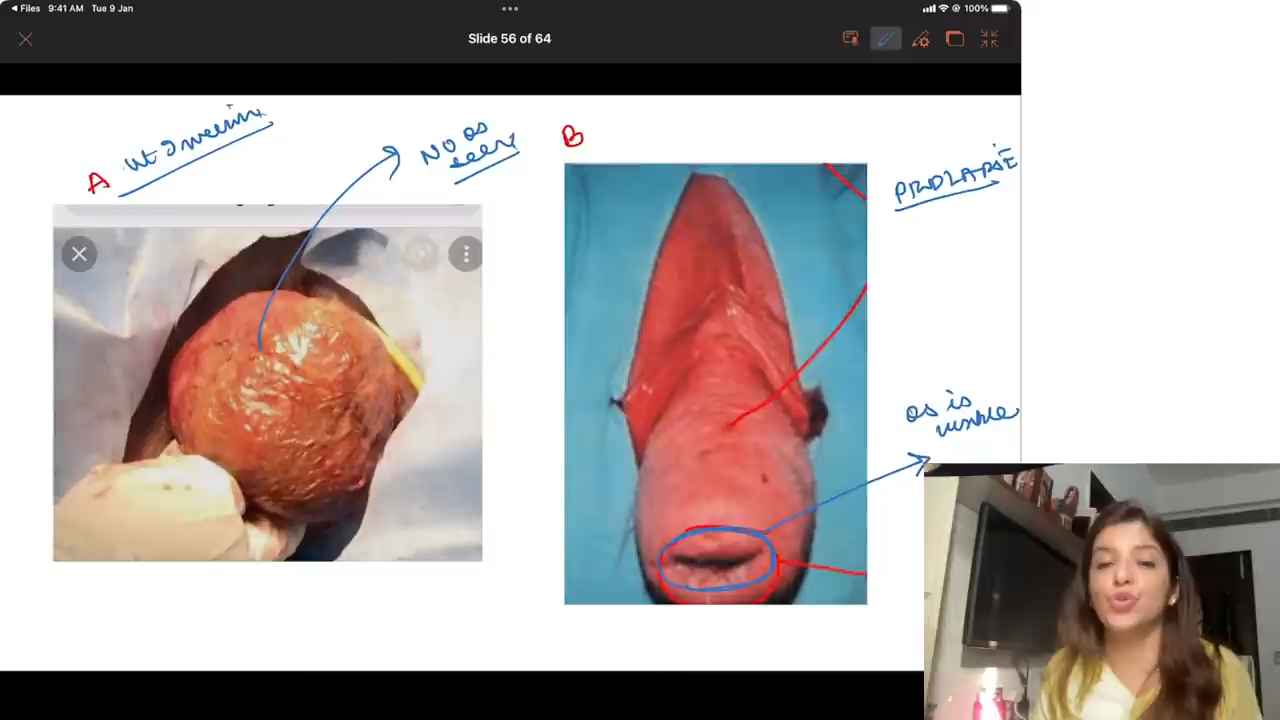 Files 9:41 AM Tue 9 Jan
100%
Slide 56 of 64
A
NO os
seen
B
PROLAPSE
os is
visible